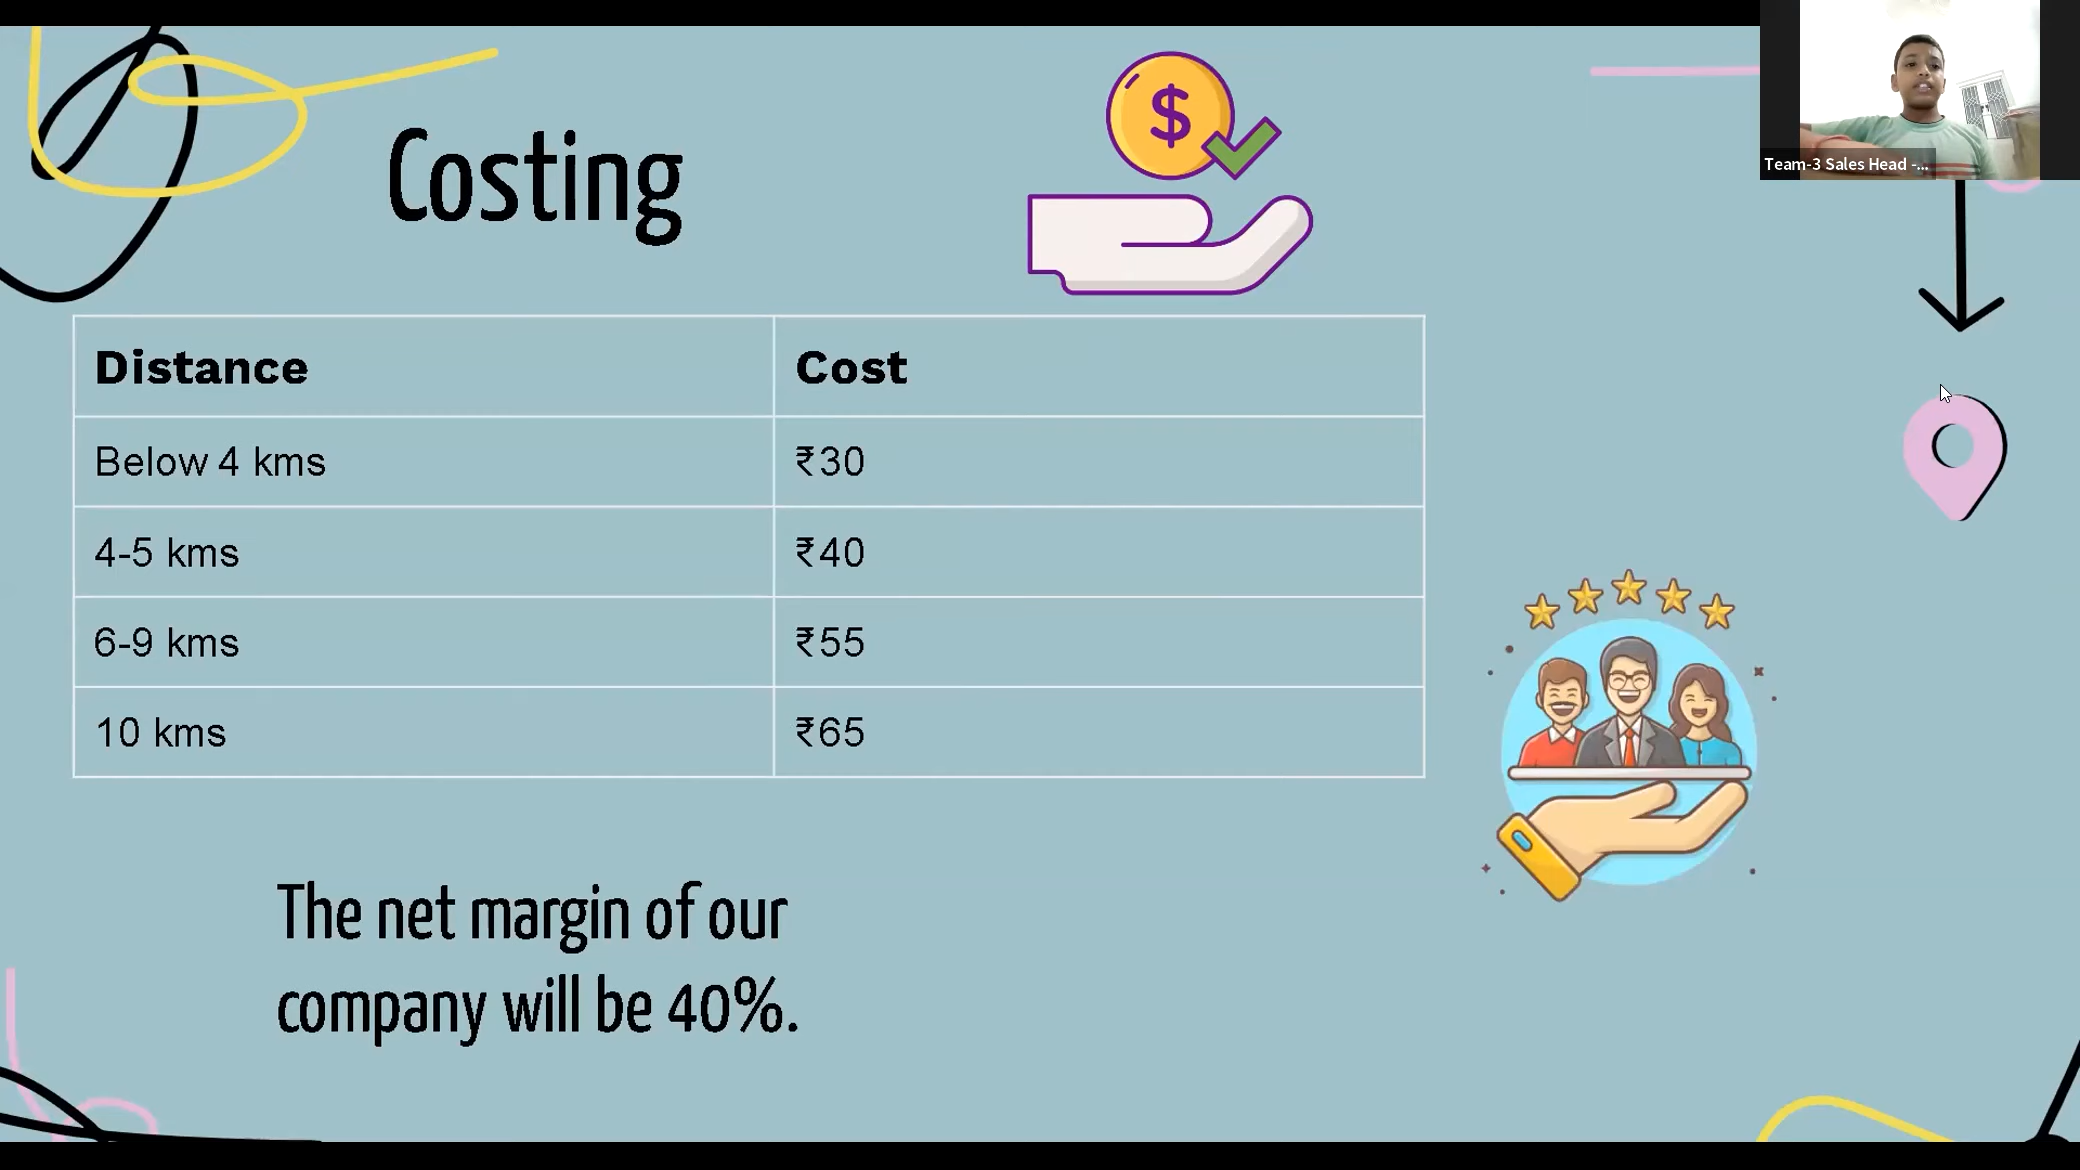 Costing
$
Team-3 Sales Head -...
Distance Cost
Below 4 kms ₹30
4-5 kms ₹40
6-9 kms ₹55
10 kms ₹65
The net margin of our
company will be 40%.